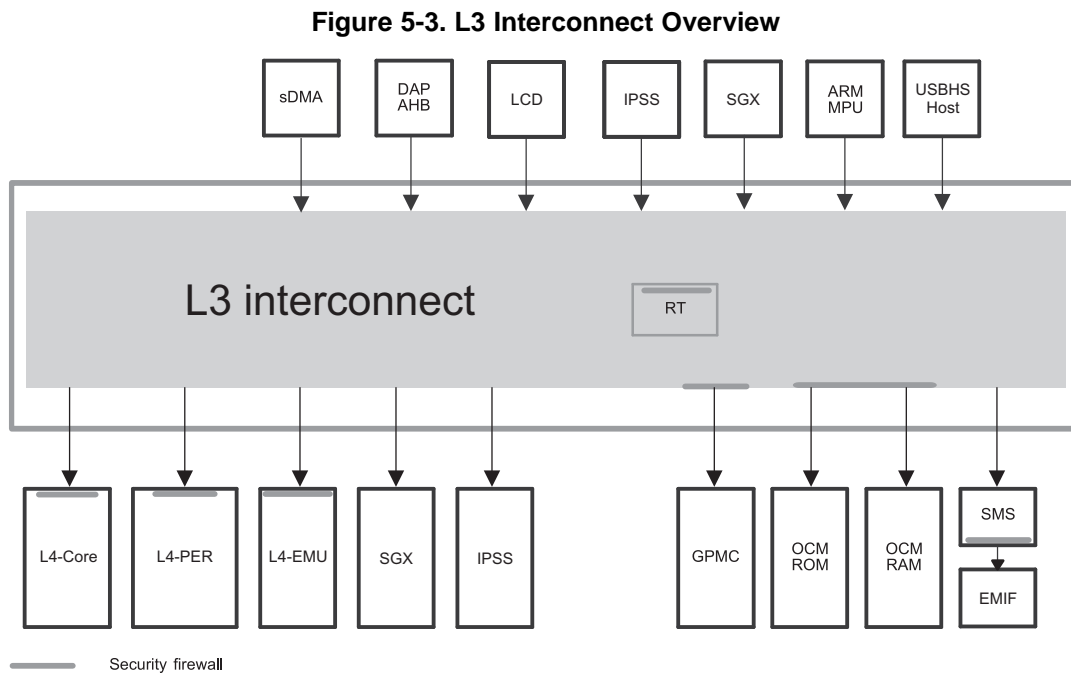 Figure 5-3. L3 Interconnect Overview
sDMA
DAP
AHB
LCD
IPSS
SGX
ARM
MPU
USBHS
Host
L3 interconnect
RT
L4-Core
L4-PER
L4-EMU
SGX
IPSS
GPMC
OCM
ROM
OCM
RAM
SMS
EMIF
Security firewall